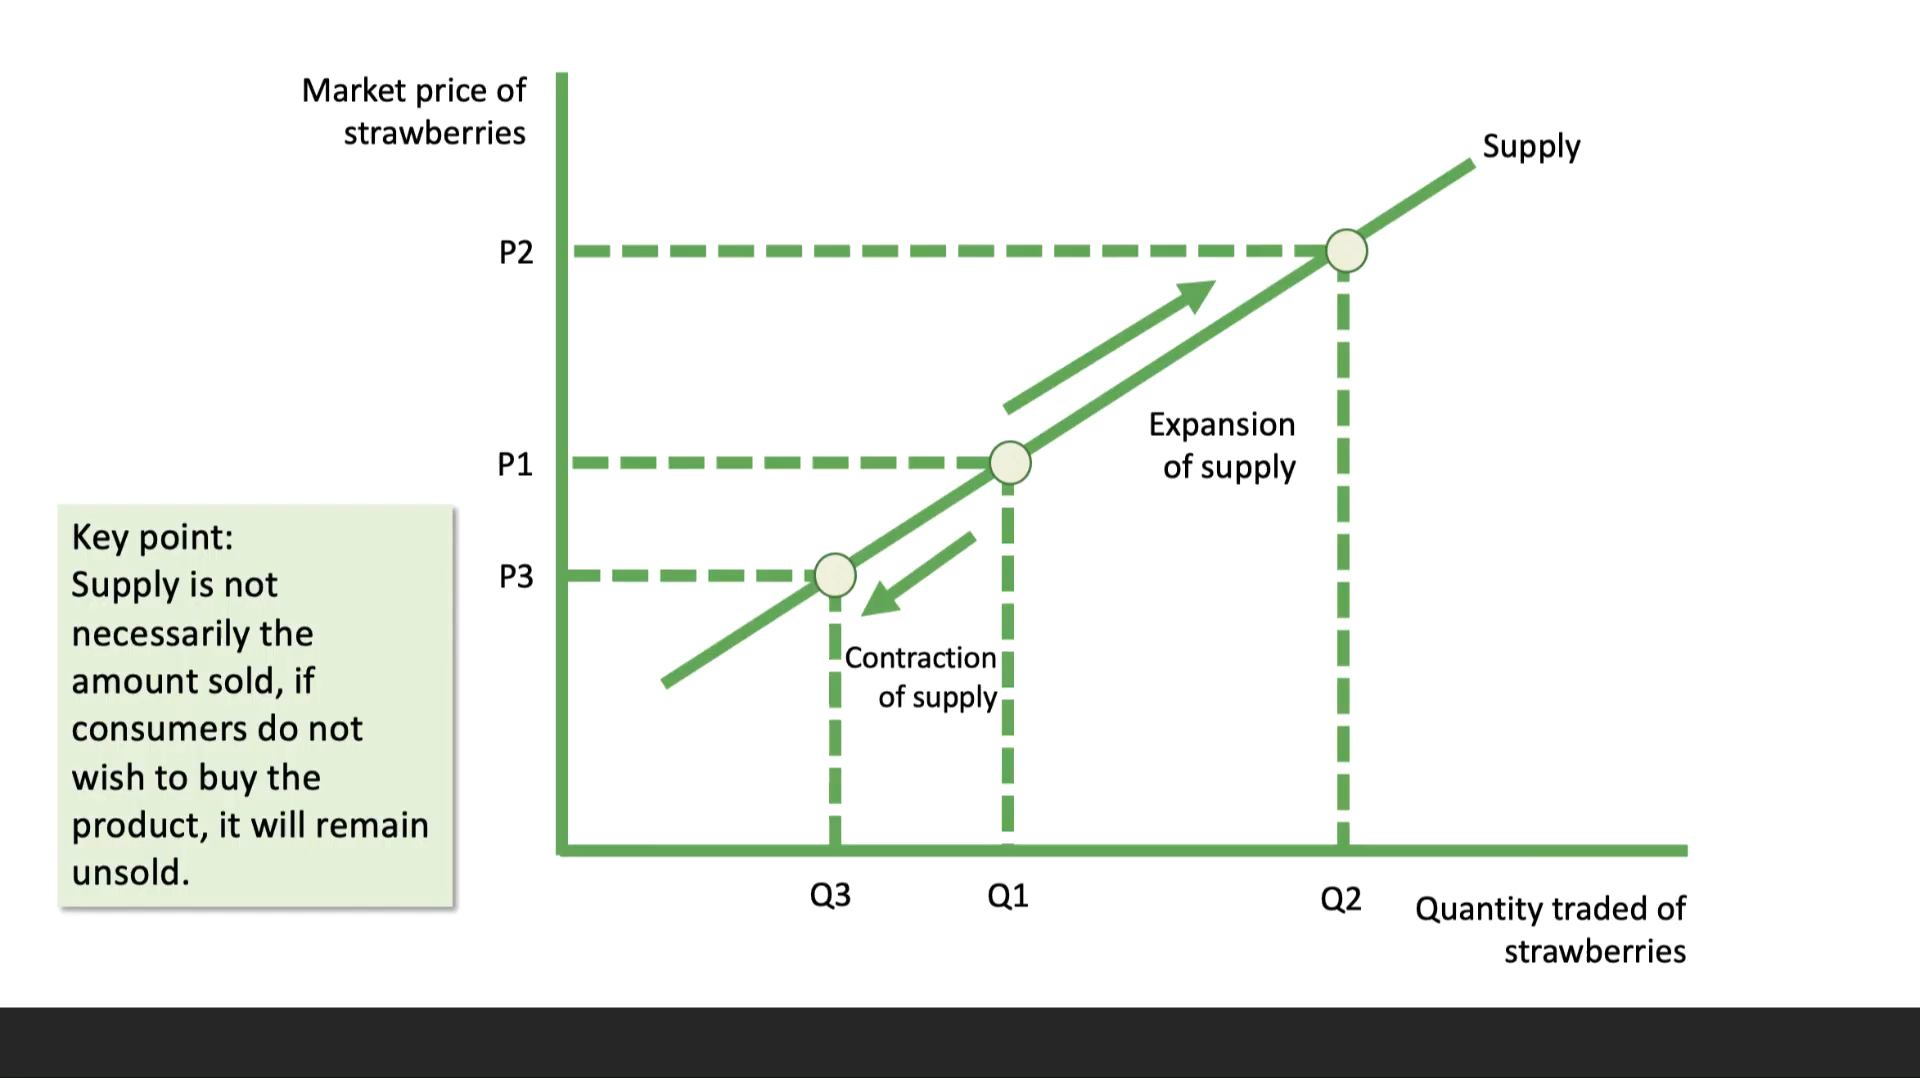 Market price of
strawberries
Supply
P2
Expansion
of supply
P1
P3
Key point:
Supply is not
necessarily the
amount sold, if
consumers do not
wish to buy the
product, it will remain
unsold.
Contraction
of supply
Q3
Q1
Q2
Quantity traded of
strawberries